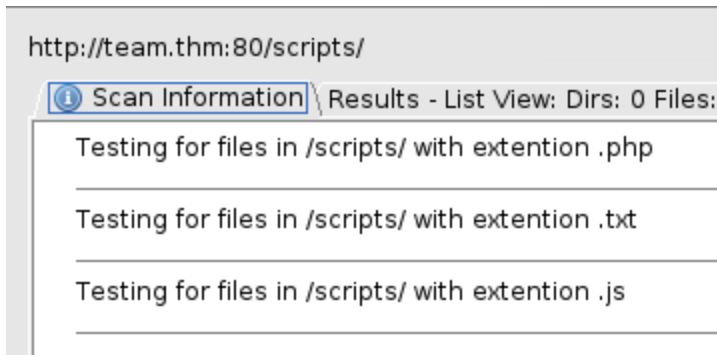 http://team.thm:80/scripts/
Scan Information Results - List View: Dirs: 0 Files:
Testing for files in /scripts/ with extention .php
Testing for files in /scripts/ with extention .txt
Testing for files in /scripts/ with extention .js